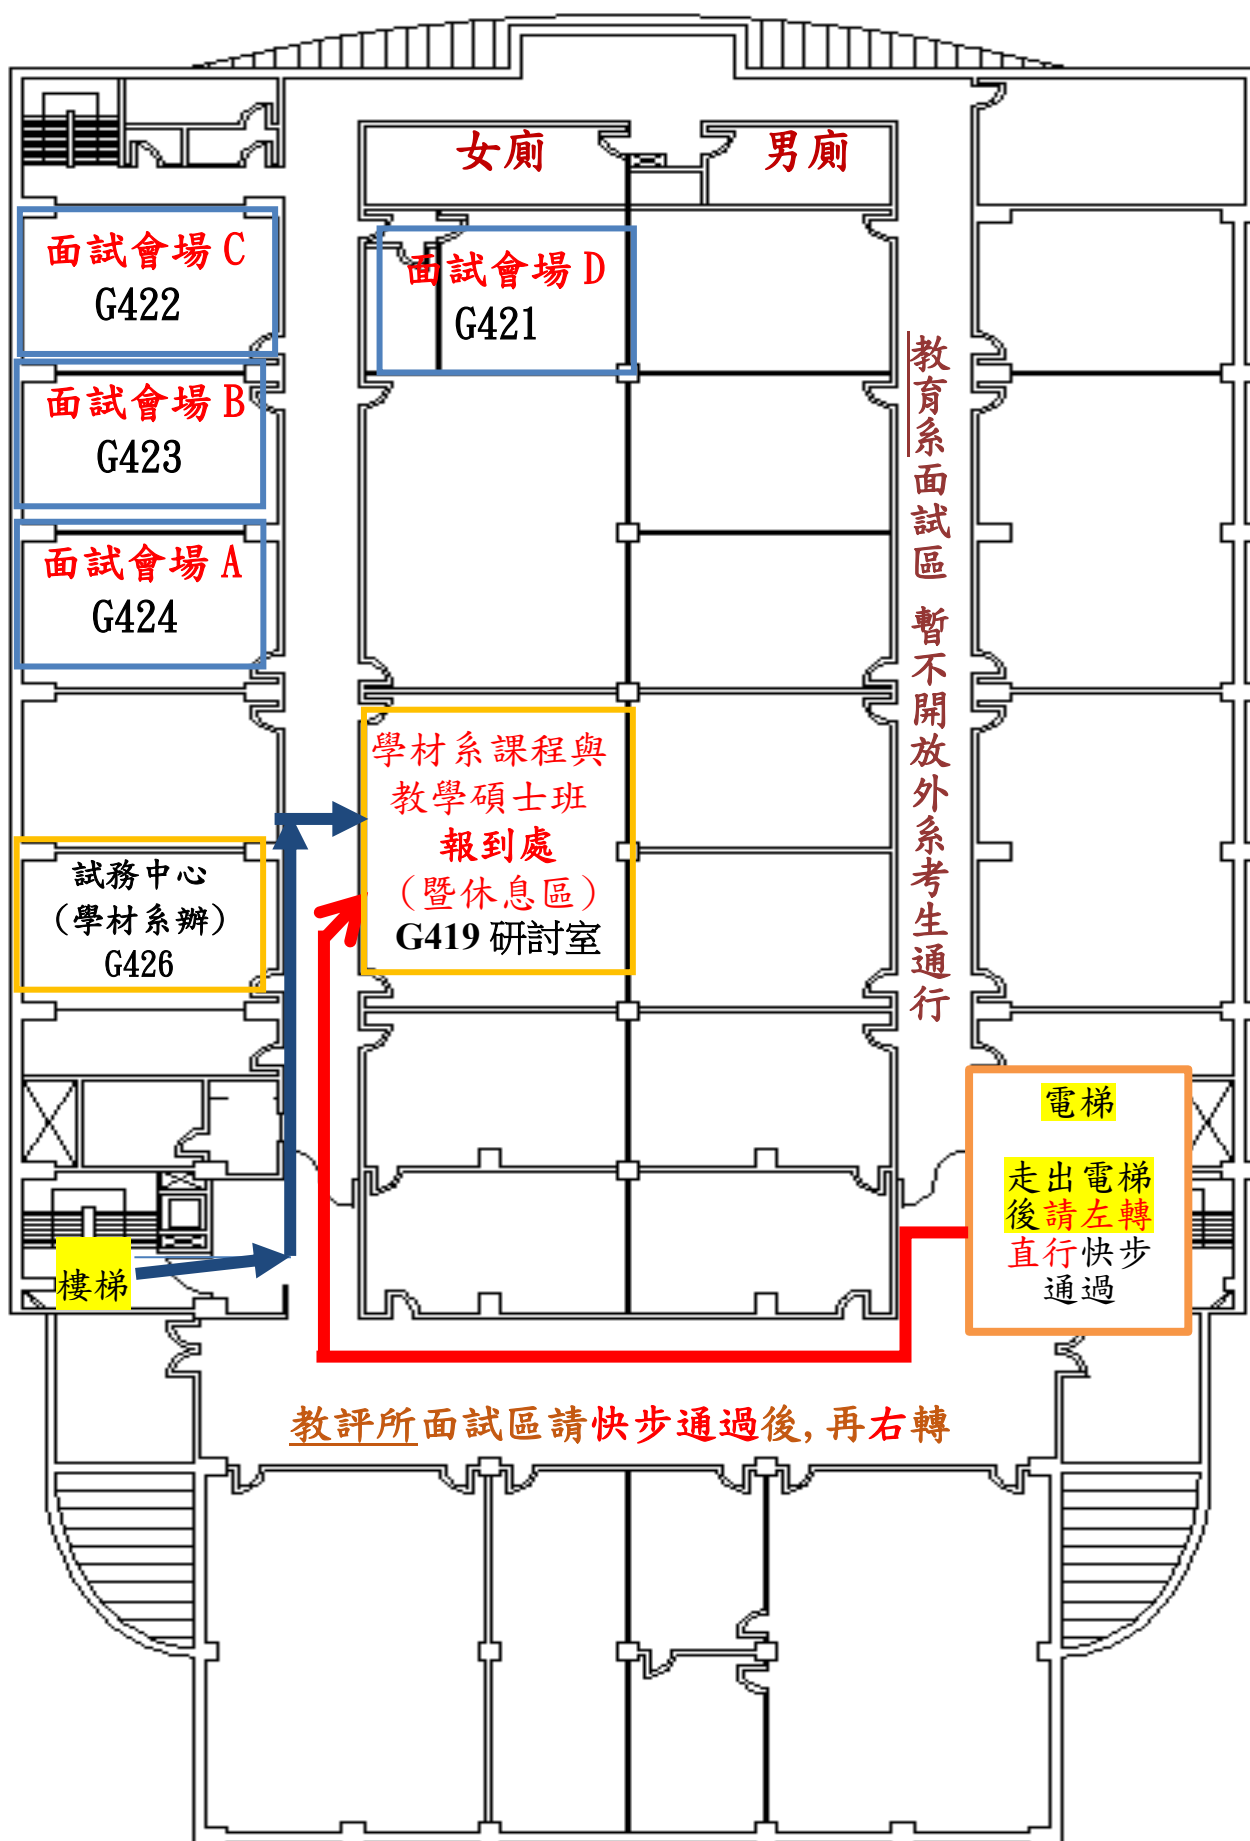 女廁
男廁
面試會場 C
G422
面試會場 D
G421
面試會場 B
G423
面試會場 A
G424
教育系面試區 暫不開放外系考生通行
學材系課程與
教學碩士班
報到處
（暨休息區）
G419 研討室
試務中心
（學材系辦）
G426
電梯
走出電梯
後請左轉
直行快步
通過
樓梯
教評所面試區請快步通過後,再右轉